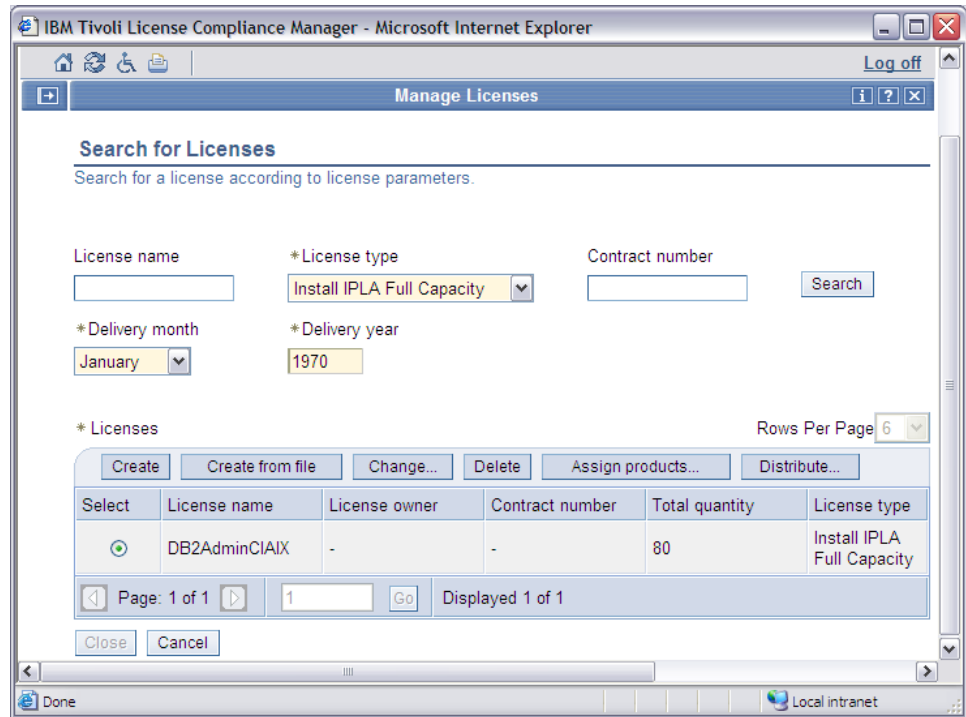 IBM Tivoli License Compliance Manager - Microsoft Internet Explorer
Log off
Manage Licenses
i ? X
Search for Licenses
Search for a license according to license parameters.
License name *License type Contract number
Install IPLA Full Capacity Search
*Delivery month *Delivery year
January 1970
* Licenses Rows Per Page 6
Create Create from file Change... Delete Assign products... Distribute...
Select License name License owner Contract number Total quantity License type
DB2AdminClAIX - - 80 Install IPLA
Full Capacity
Page: 1 of 1 1 Go Displayed 1 of 1
Close Cancel
Done Local intranet